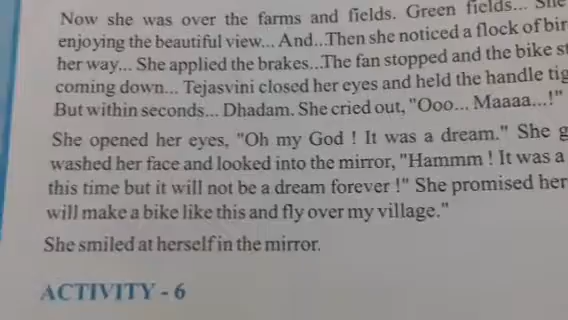 Now she was over the farms and fields. Green fields... She
enjoying the beautiful view... And...Then she noticed a flock of
her way... She applied the brakes...The fan stopped and the bike
coming down... Tejasvini closed her eyes and held the handle
But within seconds... Dhadam. She cried out, "Ooo... Maaaa...!"
She opened her eyes, "Oh my God ! It was a dream." She
washed her face and looked into the mirror, "Hammm ! It was a
this time but it will not be a dream forever !" She promised her
will make a bike like this and fly over my village."
She smiled at herself in the mirror.
ACTIVITY - 6